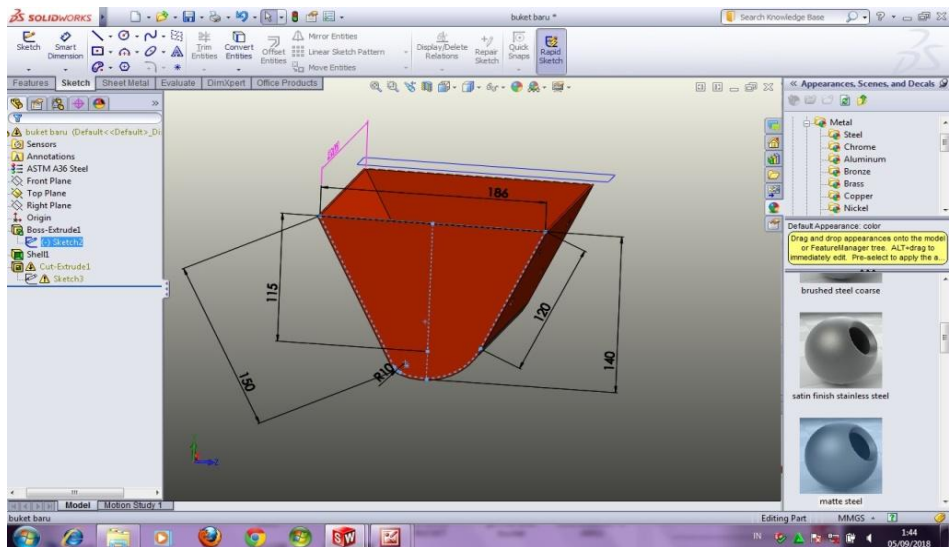 SOLIDWORKS
buket baru *
Search Knowledge Base
Sketch
Smart Dimension
Trim Entities
Convert Entities
Offset Entities
Mirror Entities
Linear Sketch Pattern
Move Entities
Display/Delete Relations
Repair Sketch
Quick Snaps
Rapid Sketch
Features
Sketch
Sheet Metal
Evaluate
DimXpert
Office Products
buket baru (Default<<Default>_Di
Sensors
Annotations
ASTM A36 Steel
Front Plane
Top Plane
Right Plane
Origin
Boss-Extrude1
(-) Sketch2
Shell1
Cut-Extrude1
Sketch3
186
115
120
140
150
R10
Appearances, Scenes, and Decals
Metal
Steel
Chrome
Aluminum
Bronze
Brass
Copper
Nickel
Default Appearance: color
Drag and drop appearances onto the model
or FeatureManager tree. ALT+drag to
immediately edit. Pre-select to apply the a...
brushed steel coarse
satin finish stainless steel
matte steel
Model
Motion Study 1
buket baru
Editing Part
MMGS
IN
1:44
05/09/2018